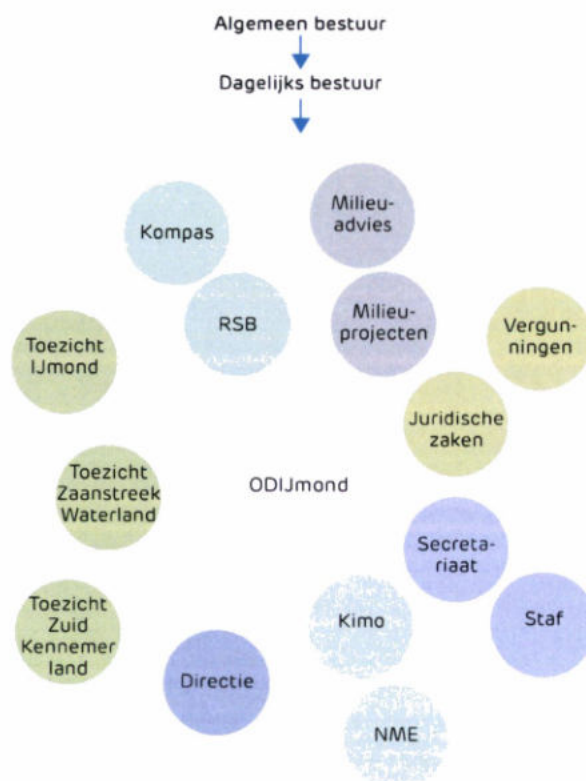 Algemeen bestuur
Dagelijks bestuur
Milieu-
advies
Kompas
RSB
Milieu-
projecten
Vergun-
ningen
Toezicht
IJmond
Juridische
zaken
Toezicht
Zaanstreek
Waterland
ODIJmond
Secreta-
riaat
Toezicht
Zuid
Kennemer
land
Kimo
Staf
Directie
NME